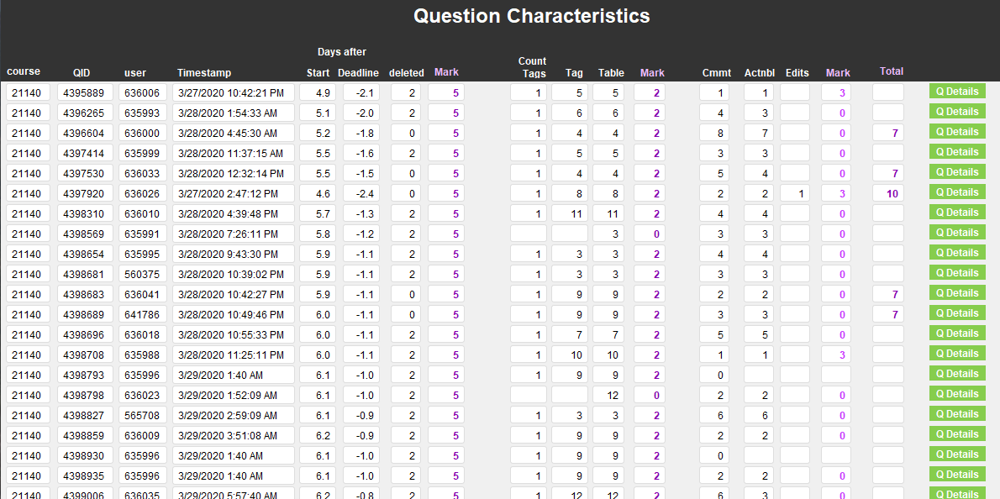 Question Characteristics
Days after
course QID user Timestamp Start Deadline deleted Mark Count Tags Tag Table Mark Cmmt Actnbl Edits Mark Total
21140 4395889 636006 3/27/2020 10:42:21 PM 4.9 -2.1 2 5 1 5 5 2 1 1 3 Q Details
21140 4396265 635993 3/28/2020 1:54:33 AM 5.1 -2.0 2 5 1 6 6 2 4 3 0 Q Details
21140 4396604 636000 3/28/2020 4:45:30 AM 5.2 -1.8 0 5 1 4 4 2 8 7 0 7 Q Details
21140 4397414 635999 3/28/2020 11:37:15 AM 5.5 -1.6 2 5 1 5 5 2 3 3 0 Q Details
21140 4397530 636033 3/28/2020 12:32:14 PM 5.5 -1.5 0 5 1 4 4 2 5 4 0 7 Q Details
21140 4397920 636026 3/27/2020 2:47:12 PM 4.6 -2.4 0 5 1 8 8 2 2 2 1 3 10 Q Details
21140 4398310 636010 3/28/2020 4:39:48 PM 5.7 -1.3 2 5 1 11 11 2 4 4 0 Q Details
21140 4398569 635991 3/28/2020 7:26:11 PM 5.8 -1.2 2 5 3 0 3 3 0 Q Details
21140 4398654 635995 3/28/2020 9:43:30 PM 5.9 -1.1 2 5 1 3 3 2 4 4 0 Q Details
21140 4398681 560375 3/28/2020 10:39:02 PM 5.9 -1.1 2 5 1 3 3 2 3 3 0 Q Details
21140 4398683 636041 3/28/2020 10:42:27 PM 5.9 -1.1 0 5 1 9 9 2 2 2 0 7 Q Details
21140 4398689 641786 3/28/2020 10:49:46 PM 6.0 -1.1 0 5 1 9 9 2 3 3 0 7 Q Details
21140 4398696 636018 3/28/2020 10:55:33 PM 6.0 -1.1 2 5 1 7 7 2 5 5 0 Q Details
21140 4398708 635988 3/28/2020 11:25:11 PM 6.0 -1.1 2 5 1 10 10 2 1 1 3 Q Details
21140 4398793 635996 3/29/2020 1:40 AM 6.1 -1.0 2 5 1 9 9 2 0 Q Details
21140 4398798 636023 3/29/2020 1:52:09 AM 6.1 -1.0 2 5 12 0 2 2 0 Q Details
21140 4398827 565708 3/29/2020 2:59:09 AM 6.1 -0.9 2 5 1 3 3 2 6 6 0 Q Details
21140 4398859 636009 3/29/2020 3:51:08 AM 6.2 -0.9 2 5 1 9 9 2 2 2 0 Q Details
21140 4398930 635996 3/29/2020 1:40 AM 6.1 -1.0 2 5 1 9 9 2 0 Q Details
21140 4398935 635996 3/29/2020 1:40 AM 6.1 -1.0 2 5 1 9 9 2 2 2 0 Q Details
21140 4399006 636035 3/29/2020 5:57:40 AM 6.2 -0.8 2 5 1 12 12 2 6 3 0 Q Details